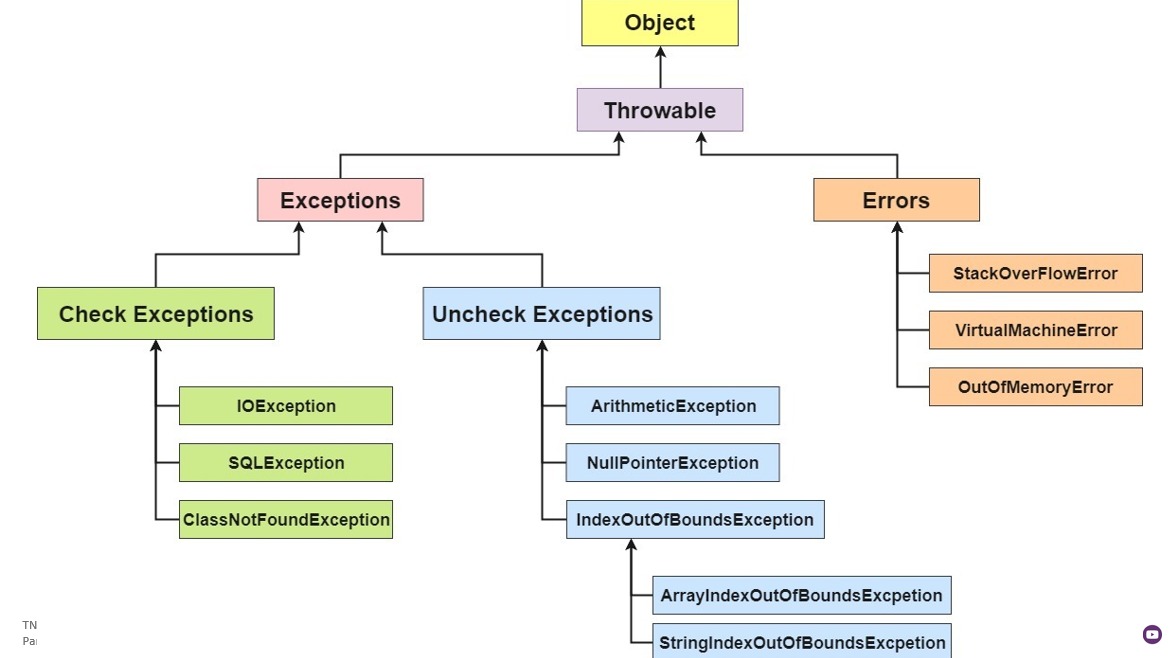 Object
Throwable
Exceptions
Errors
StackOverFlowError
VirtualMachineError
OutOfMemoryError
Check Exceptions
Uncheck Exceptions
IOException
SQLException
ClassNotFoundException
ArithmeticException
NullPointerException
IndexOutOfBoundsException
ArrayIndexOutOfBoundsExcpetion
StringIndexOutOfBoundsExcpetion
TN